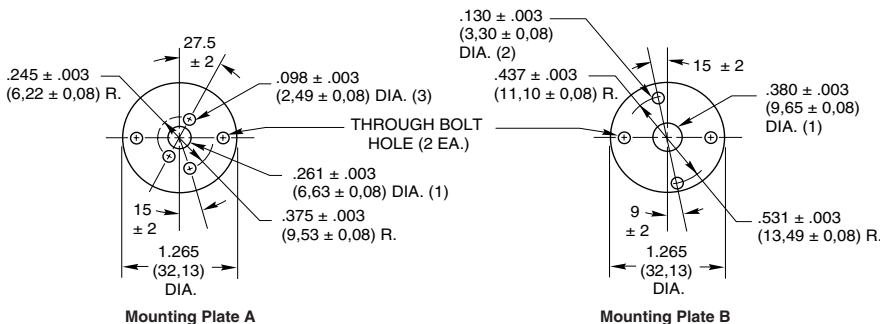 27.5
± 2
.245 ± .003
(6,22 ± 0,08) R.
.098 ± .003
(2,49 ± 0,08) DIA. (3)
THROUGH BOLT
HOLE (2 EA.)
.261 ± .003
(6,63 ± 0,08) DIA. (1)
.375 ± .003
(9,53 ± 0,08) R.
15
± 2
1.265
(32,13)
DIA.
Mounting Plate A
.130 ± .003
(3,30 ± 0,08)
DIA. (2)
15 ± 2
.437 ± .003
(11,10 ± 0,08) R.
.380 ± .003
(9,65 ± 0,08)
DIA. (1)
9
± 2
.531 ± .003
(13,49 ± 0,08) R.
1.265
(32,13)
DIA.
Mounting Plate B